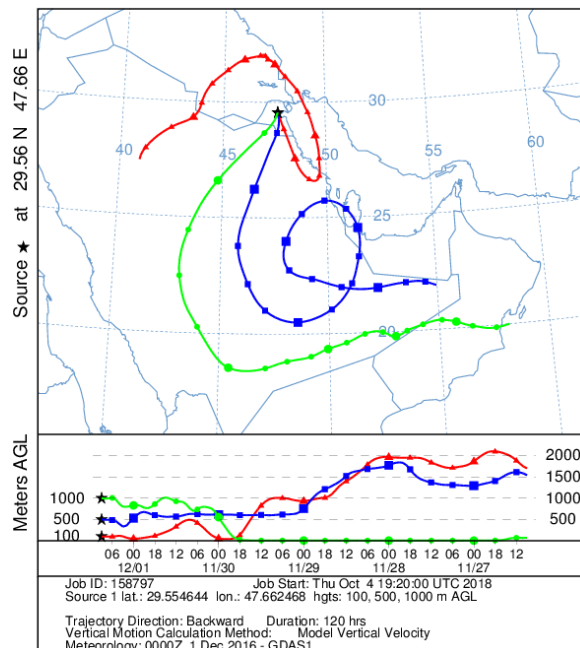 Source ★ at 29.56 N 47.66 E
30
40
45
50
55
60
25
20
Meters AGL
2000
1500
1000
1000
500
500
100
06 00 18 12 06 00 18 12 06 00 18 12 06 00 18 12 06 00 18 12
12/01 11/30 11/29 11/28 11/27
Job ID: 158797 Job Start: Thu Oct 4 19:20:00 UTC 2018
Source 1 lat.: 29.554644 lon.: 47.662468 hgts: 100, 500, 1000 m AGL
Trajectory Direction: Backward Duration: 120 hrs
Vertical Motion Calculation Method: Model Vertical Velocity
Meteorology: 0000Z 1 Dec 2016 - GDAS1